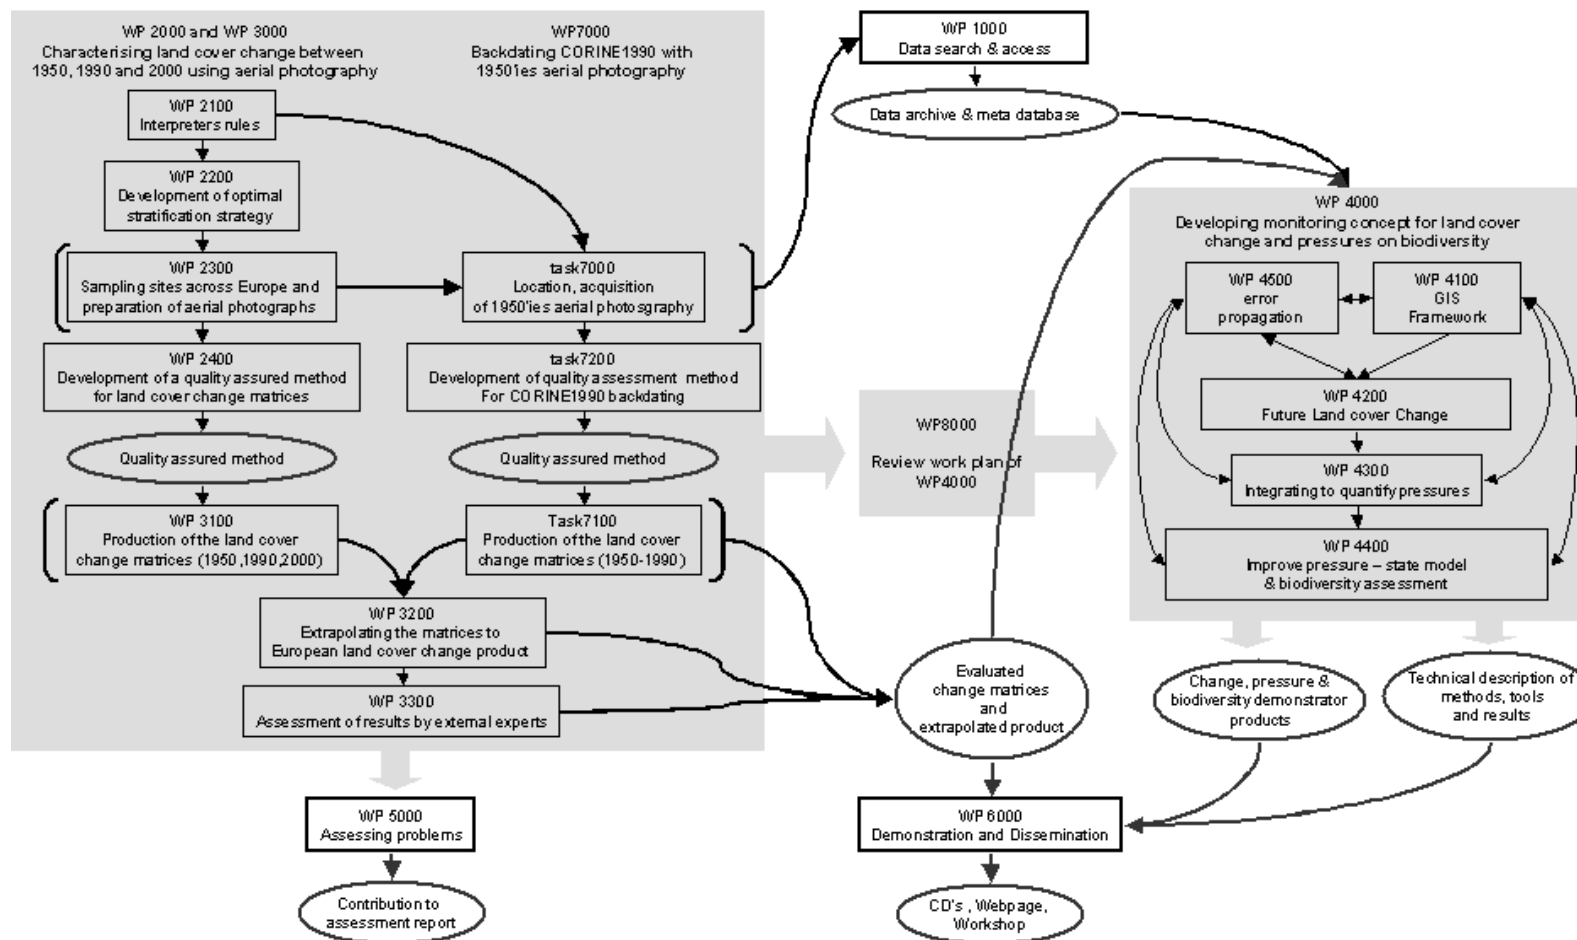 WP 2000 and WP 3000
Characterising land cover change between
1950, 1990 and 2000 using aerial photography
WP7000
Backdating CORINE1990 with
1950'ies aerial photography
WP 1000
Data search & access
Data archive & meta database
WP 2100
Interpreters rules
WP 2200
Development of optimal
stratification strategy
WP 2300
Sampling sites across Europe and
preparation of aerial photographs
task7000
Location, acquisition
of 1950'ies aerial photosgraphy
WP 2400
Development of a quality assured method
for land cover change matrices
task7200
Development of quality assessment method
For CORINE1990 backdating
Quality assured method
Quality assured method
WP 3100
Production of the land cover
change matrices (1950,1990,2000)
Task7100
Production of the land cover
change matrices (1950-1990)
WP 3200
Extrapolating the matrices to
European land cover change product
WP 3300
Assessment of results by external experts
WP 5000
Assessing problems
Contribution to
assessment report
WP8000
Review work plan of
WP4000
Evaluated
change matrices
and
extrapolated product
WP 6000
Demonstration and Dissemination
CD's , Webpage,
Workshop
WP 4000
Developing monitoring concept for land cover
change and pressures on biodiversity
WP 4500
error
propagation
WP 4100
GIS
Framework
WP 4200
Future Land cover Change
WP 4300
Integrating to quantify pressures
WP 4400
Improve pressure – state model
& biodiversity assessment
Change, pressure &
biodiversity demonstrator
products
Technical description of
methods, tools
and results